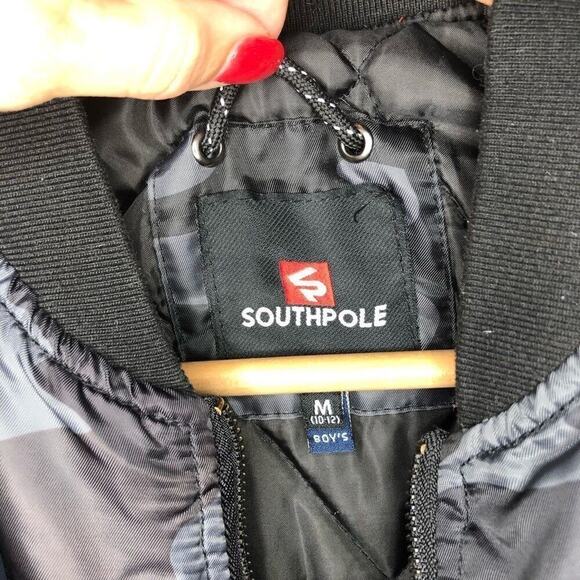 SOUTHPOLE
M
(10-12)
BOY'S